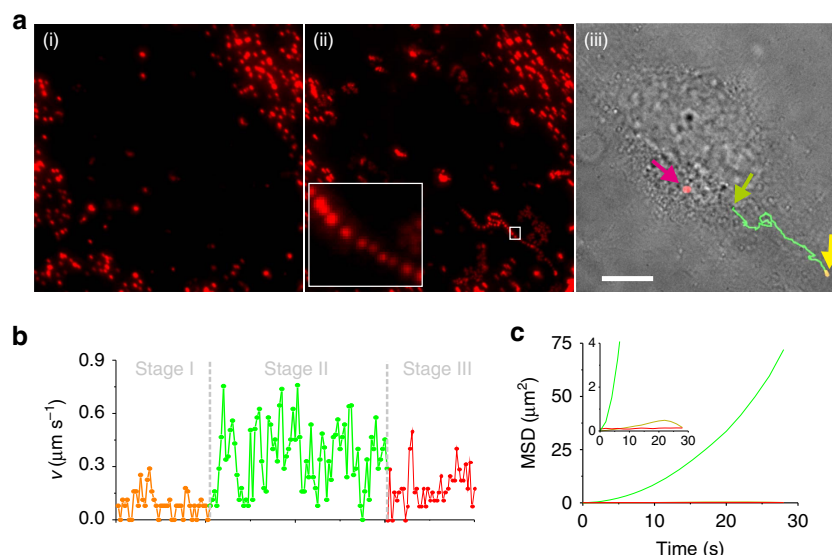 a
(i) (ii) (iii)
b
0.9
0.6
0.3
0.0
v (μm s⁻¹)
Stage I Stage II Stage III
c
75
50
25
0
MSD (μm²)
4
2
0
0 10 20 30
0 10 20 30
Time (s)